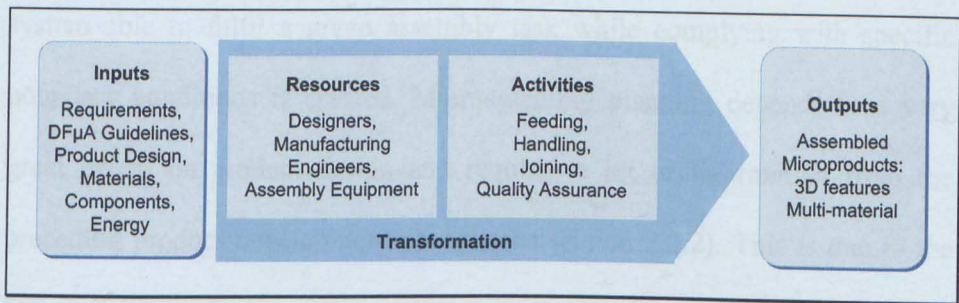 Inputs
Requirements,
DFµA Guidelines,
Product Design,
Materials,
Components,
Energy
Resources
Designers,
Manufacturing
Engineers,
Assembly Equipment
Activities
Feeding,
Handling,
Joining,
Quality Assurance
Transformation
Outputs
Assembled
Microproducts:
3D features
Multi-material